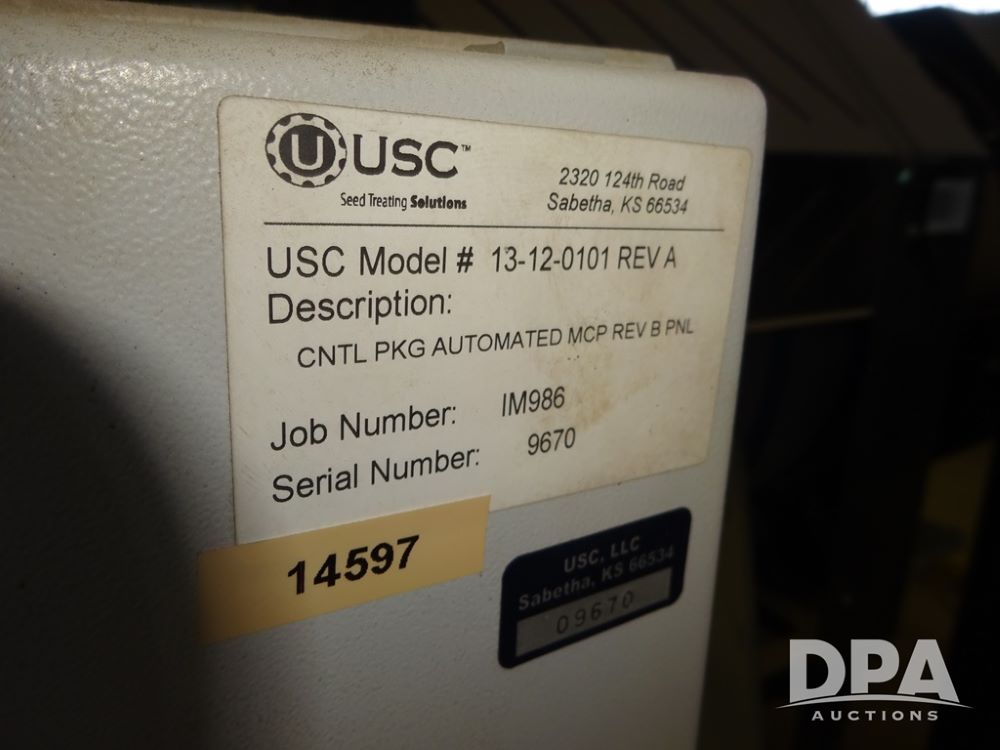 U USC™
Seed Treating Solutions
2320 124th Road
Sabetha, KS 66534
USC Model # 13-12-0101 REV A
Description:
CNTL PKG AUTOMATED MCP REV B PNL
Job Number: IM986
Serial Number: 9670
14597
USC, LLC
Sabetha, KS 66534
09670
DPA
AUCTIONS